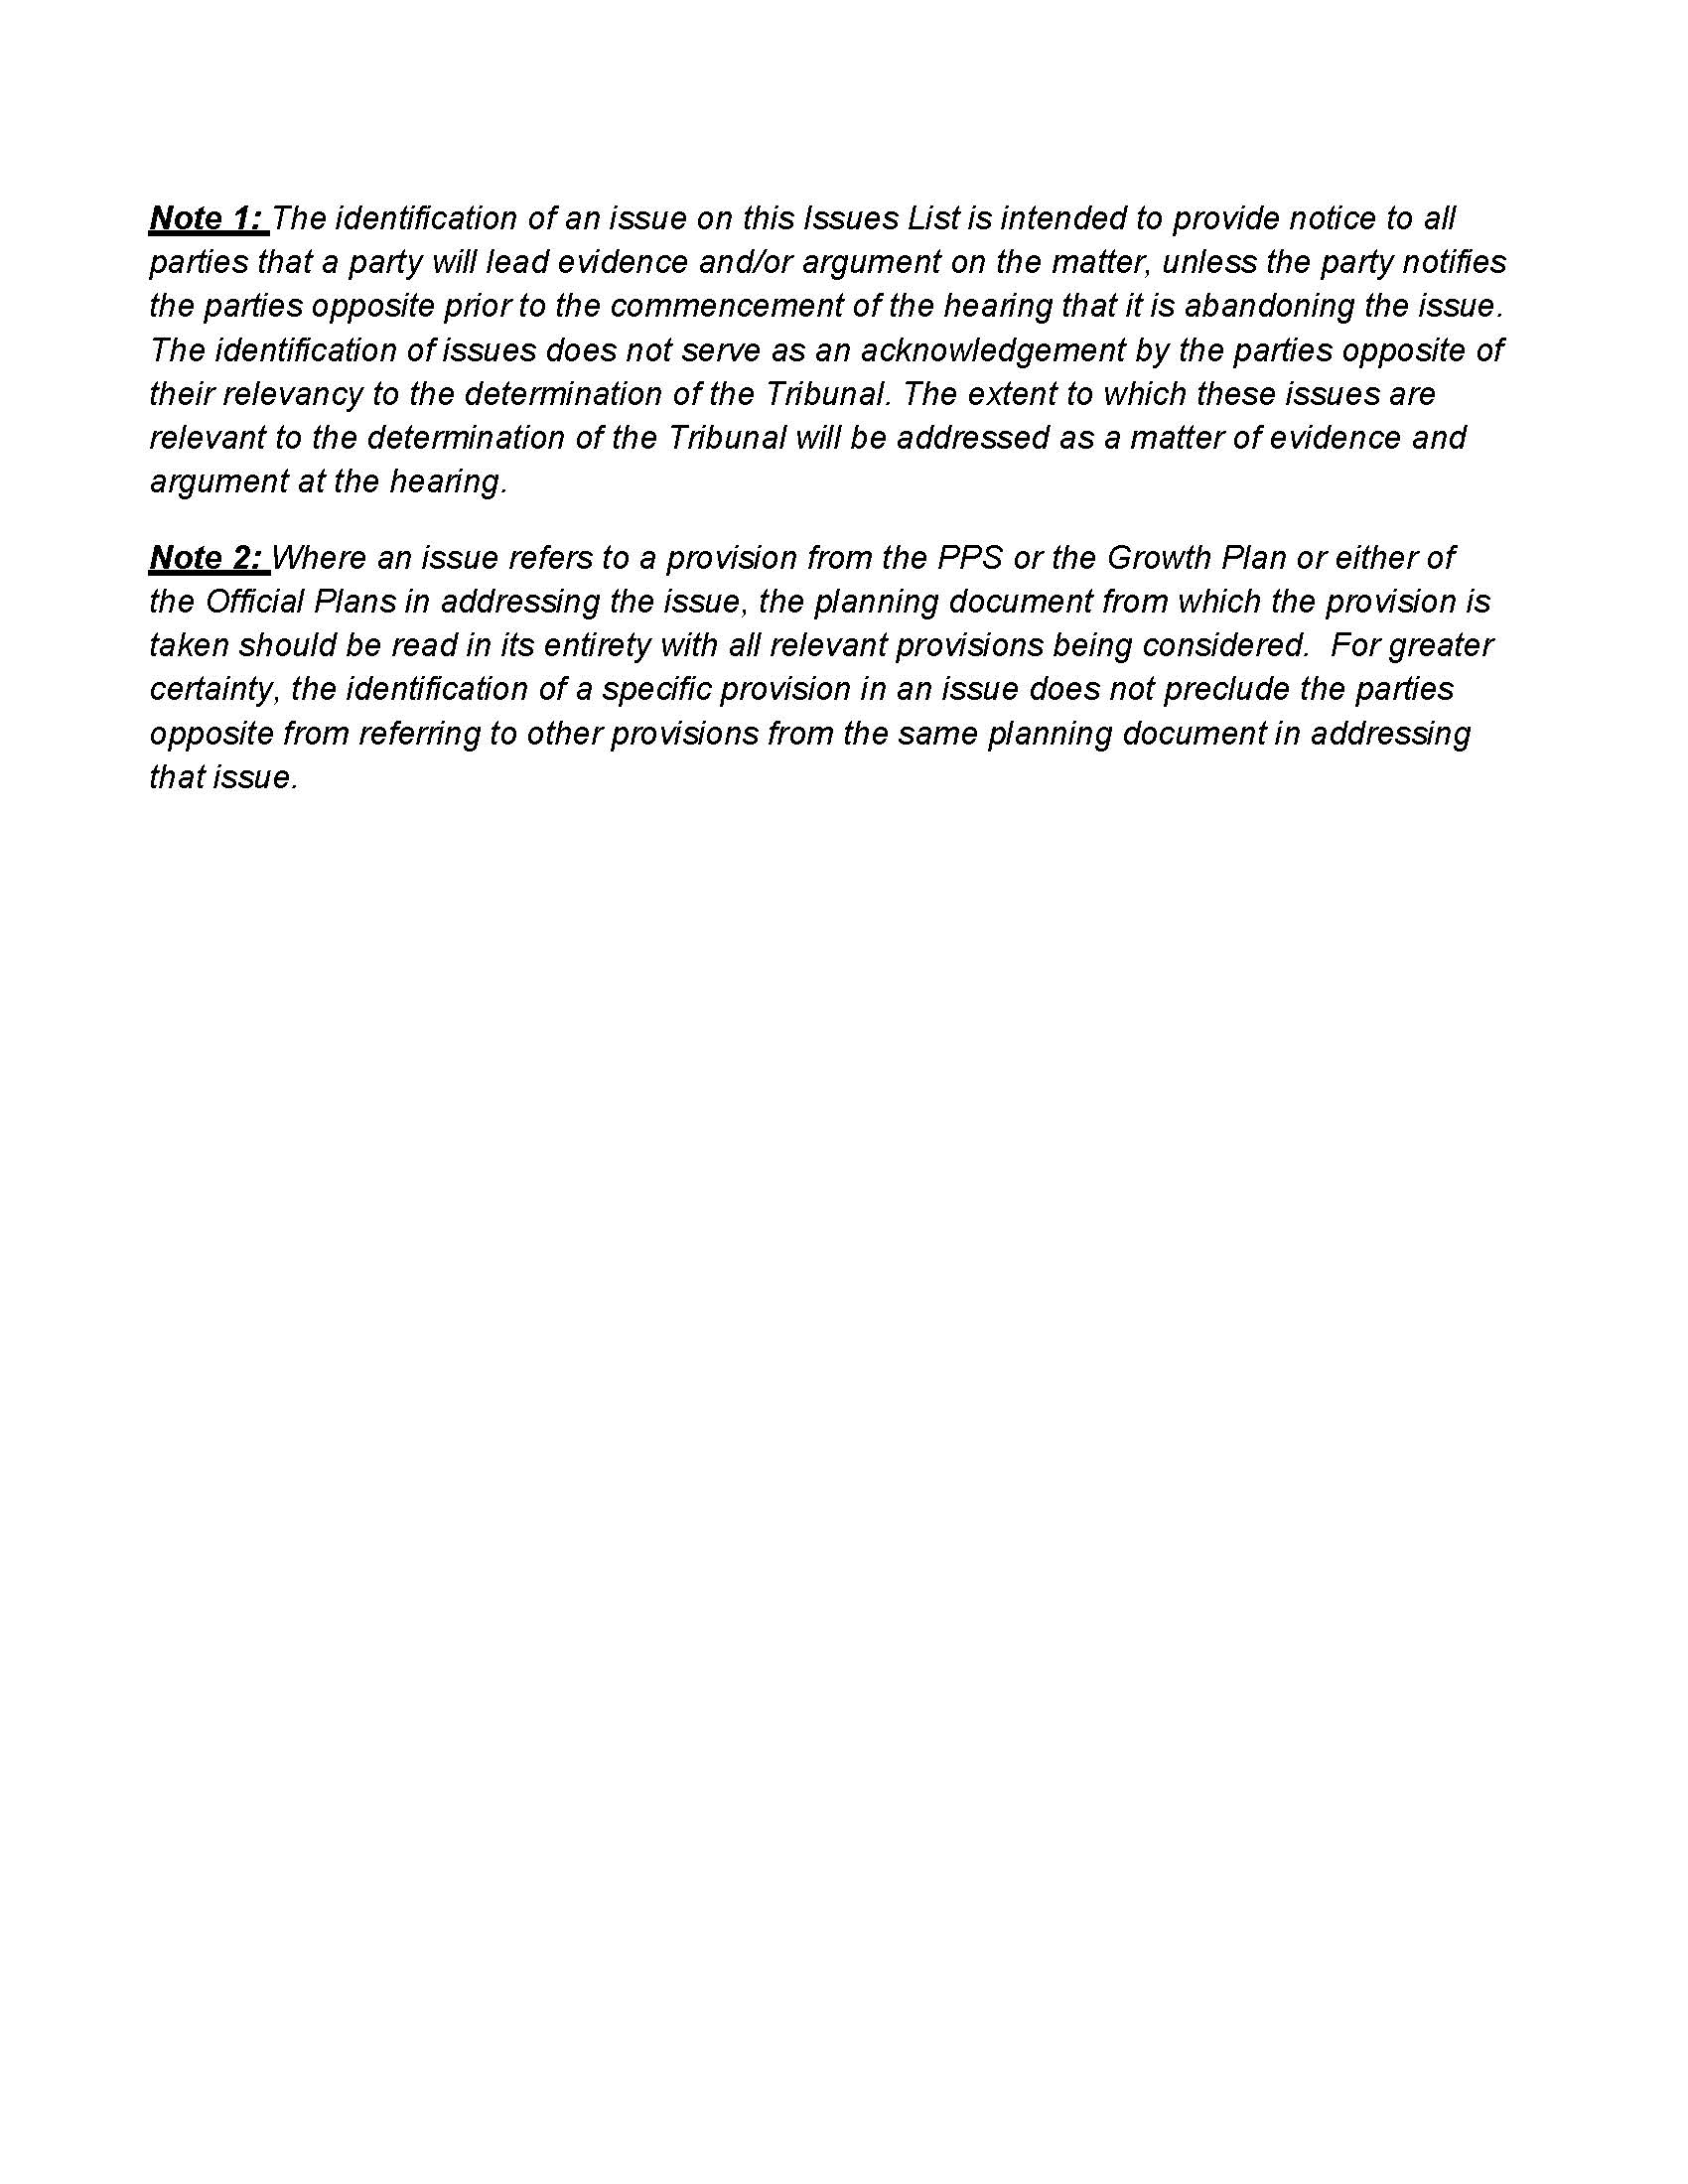 Note 1: The identification of an issue on this Issues List is intended to provide notice to all
parties that a party will lead evidence and/or argument on the matter, unless the party notifies
the parties opposite prior to the commencement of the hearing that it is abandoning the issue.
The identification of issues does not serve as an acknowledgement by the parties opposite of
their relevancy to the determination of the Tribunal. The extent to which these issues are
relevant to the determination of the Tribunal will be addressed as a matter of evidence and
argument at the hearing.
Note 2: Where an issue refers to a provision from the PPS or the Growth Plan or either of
the Official Plans in addressing the issue, the planning document from which the provision is
taken should be read in its entirety with all relevant provisions being considered.  For greater
certainty, the identification of a specific provision in an issue does not preclude the parties
opposite from referring to other provisions from the same planning document in addressing
that issue.